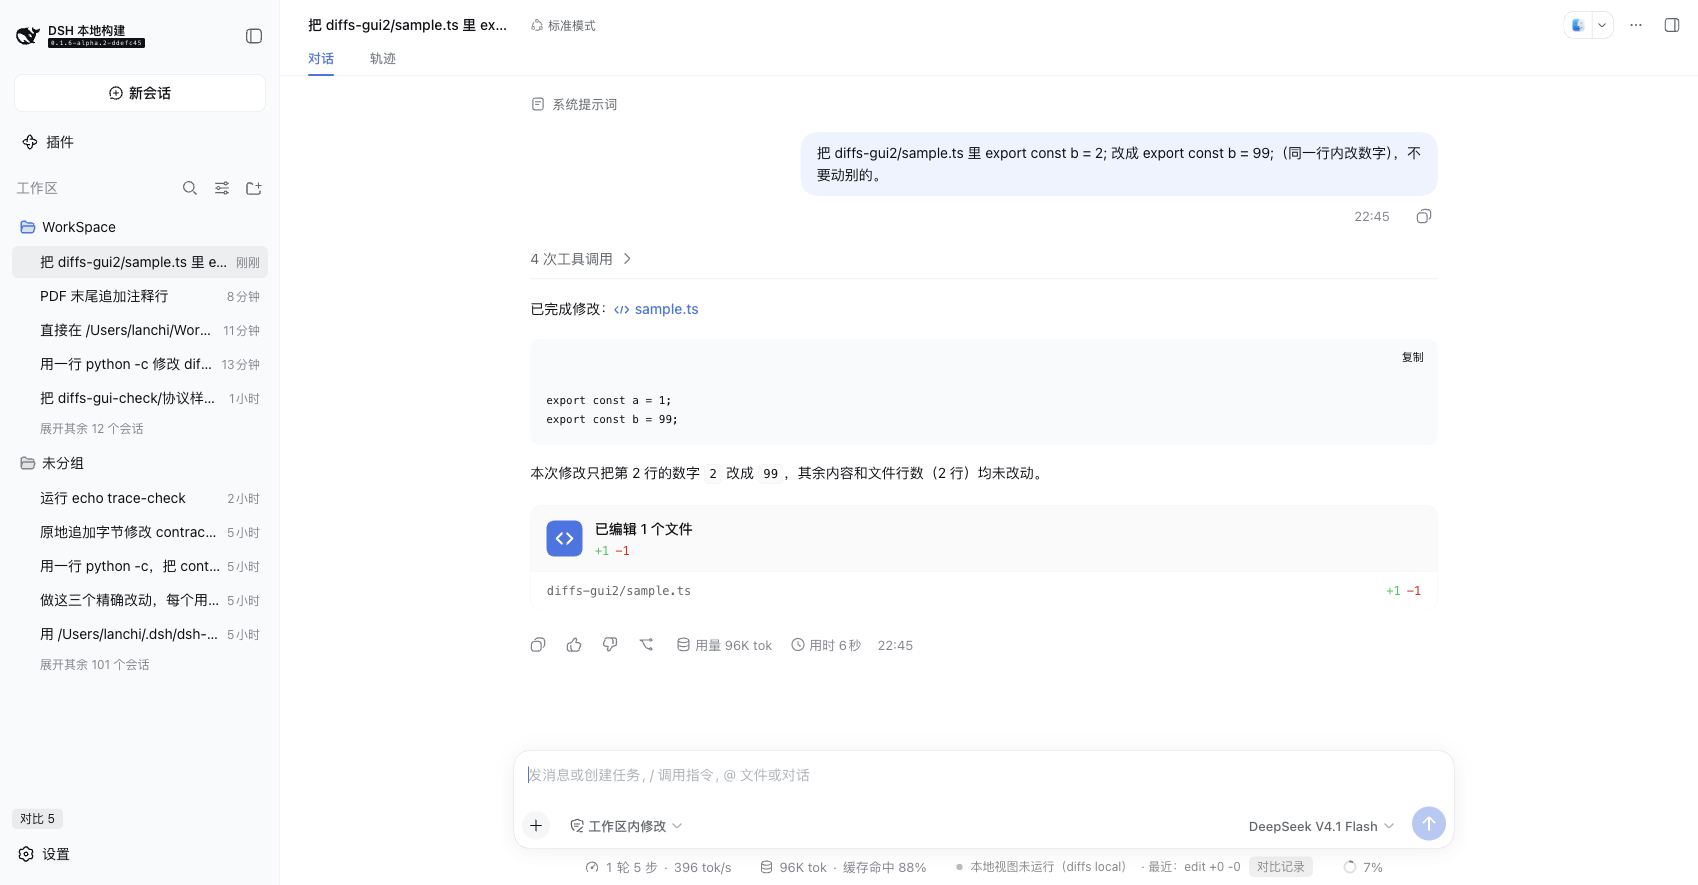 DSH 本地构建
0.1.6-alpha.2-ddefc45
新会话
插件
工作区
WorkSpace
把 diffs-gui2/sample.ts 里 e... 刚刚
PDF 末尾追加注释行 8分钟
直接在 /Users/lanchi/Wor... 11分钟
用一行 python -c 修改 dif... 13分钟
把 diffs-gui-check/协议样... 1小时
展开其余 12 个会话
未分组
运行 echo trace-check 2小时
原地追加字节修改 contrac... 5小时
用一行 python -c，把 cont... 5小时
做这三个精确改动，每个用... 5小时
用 /Users/lanchi/.dsh/dsh-... 5小时
展开其余 101 个会话
对比 5
设置
把 diffs-gui2/sample.ts 里 ex... 标准模式
对话 轨迹
系统提示词
把 diffs-gui2/sample.ts 里 export const b = 2; 改成 export const b = 99;（同一行内改数字），不
要动别的。
22:45
4 次工具调用
已完成修改： sample.ts
复制
export const a = 1;
export const b = 99;
本次修改只把第 2 行的数字 2 改成 99 ，其余内容和文件行数（2 行）均未改动。
已编辑 1 个文件
+1 −1
diffs-gui2/sample.ts +1 −1
用量 96K tok 用时 6秒 22:45
发消息或创建任务, / 调用指令, @ 文件或对话
工作区内修改 DeepSeek V4.1 Flash
1 轮 5 步 · 396 tok/s 96K tok · 缓存命中 88% 本地视图未运行（diffs local） · 最近：edit +0 -0 对比记录 7%